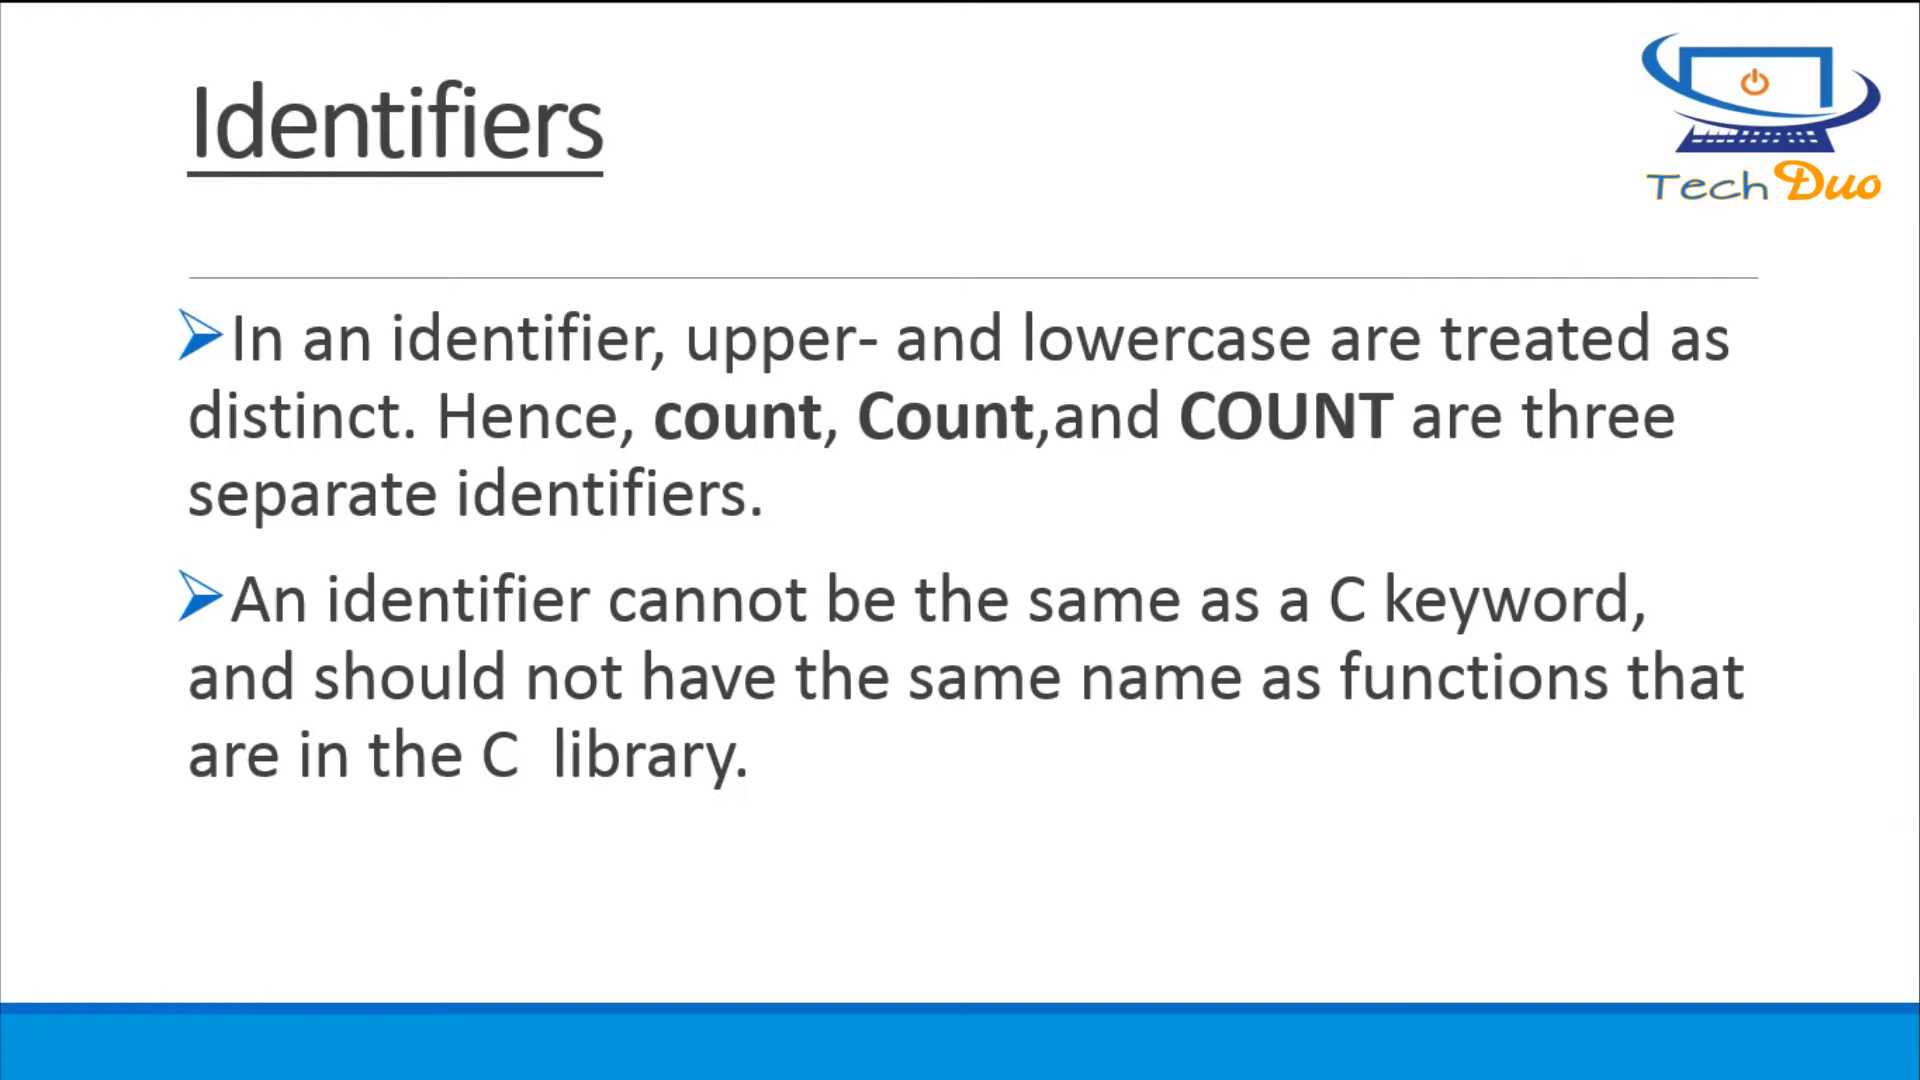 Identifiers
Tech Duo
In an identifier, upper- and lowercase are treated as
distinct. Hence, count, Count,and COUNT are three
separate identifiers.
An identifier cannot be the same as a C keyword,
and should not have the same name as functions that
are in the C  library.